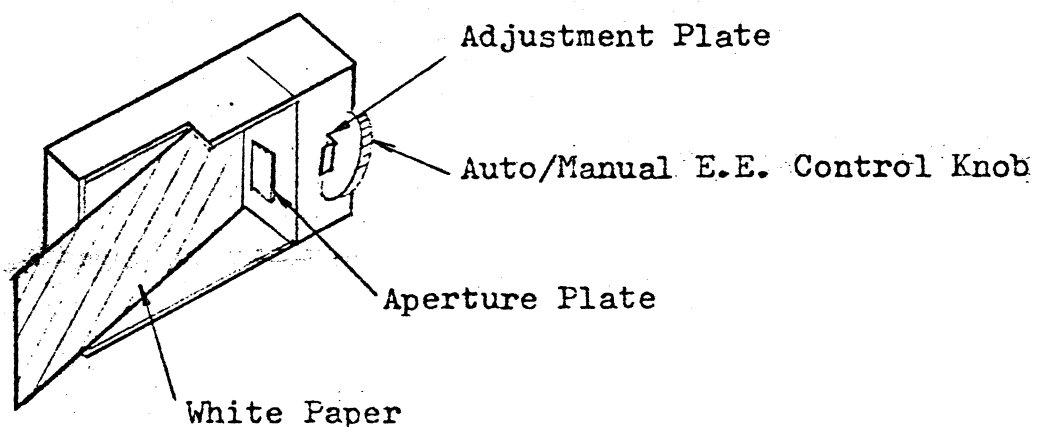 Adjustment Plate
Auto/Manual E.E. Control Knob
Aperture Plate
White Paper